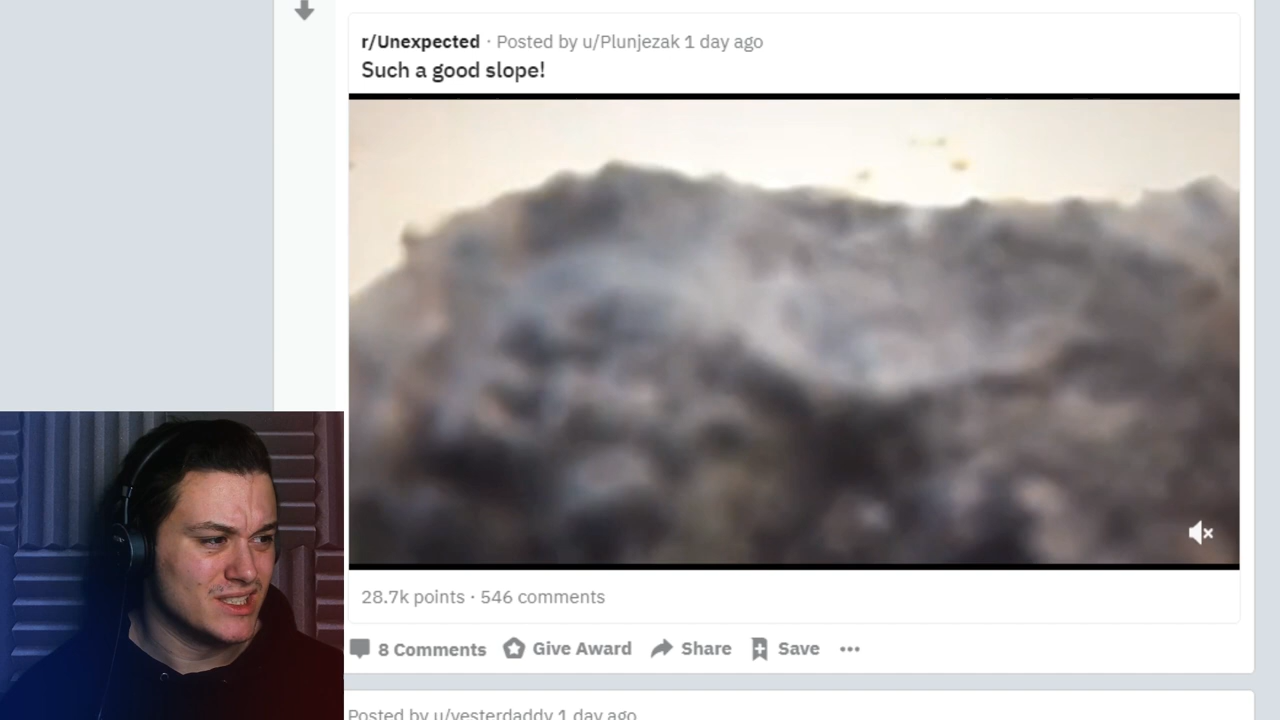 r/Unexpected · Posted by u/Plunjezak 1 day ago
Such a good slope!
28.7k points · 546 comments
8 Comments Give Award Share Save
Posted by u/yesterdaddy 1 day ago